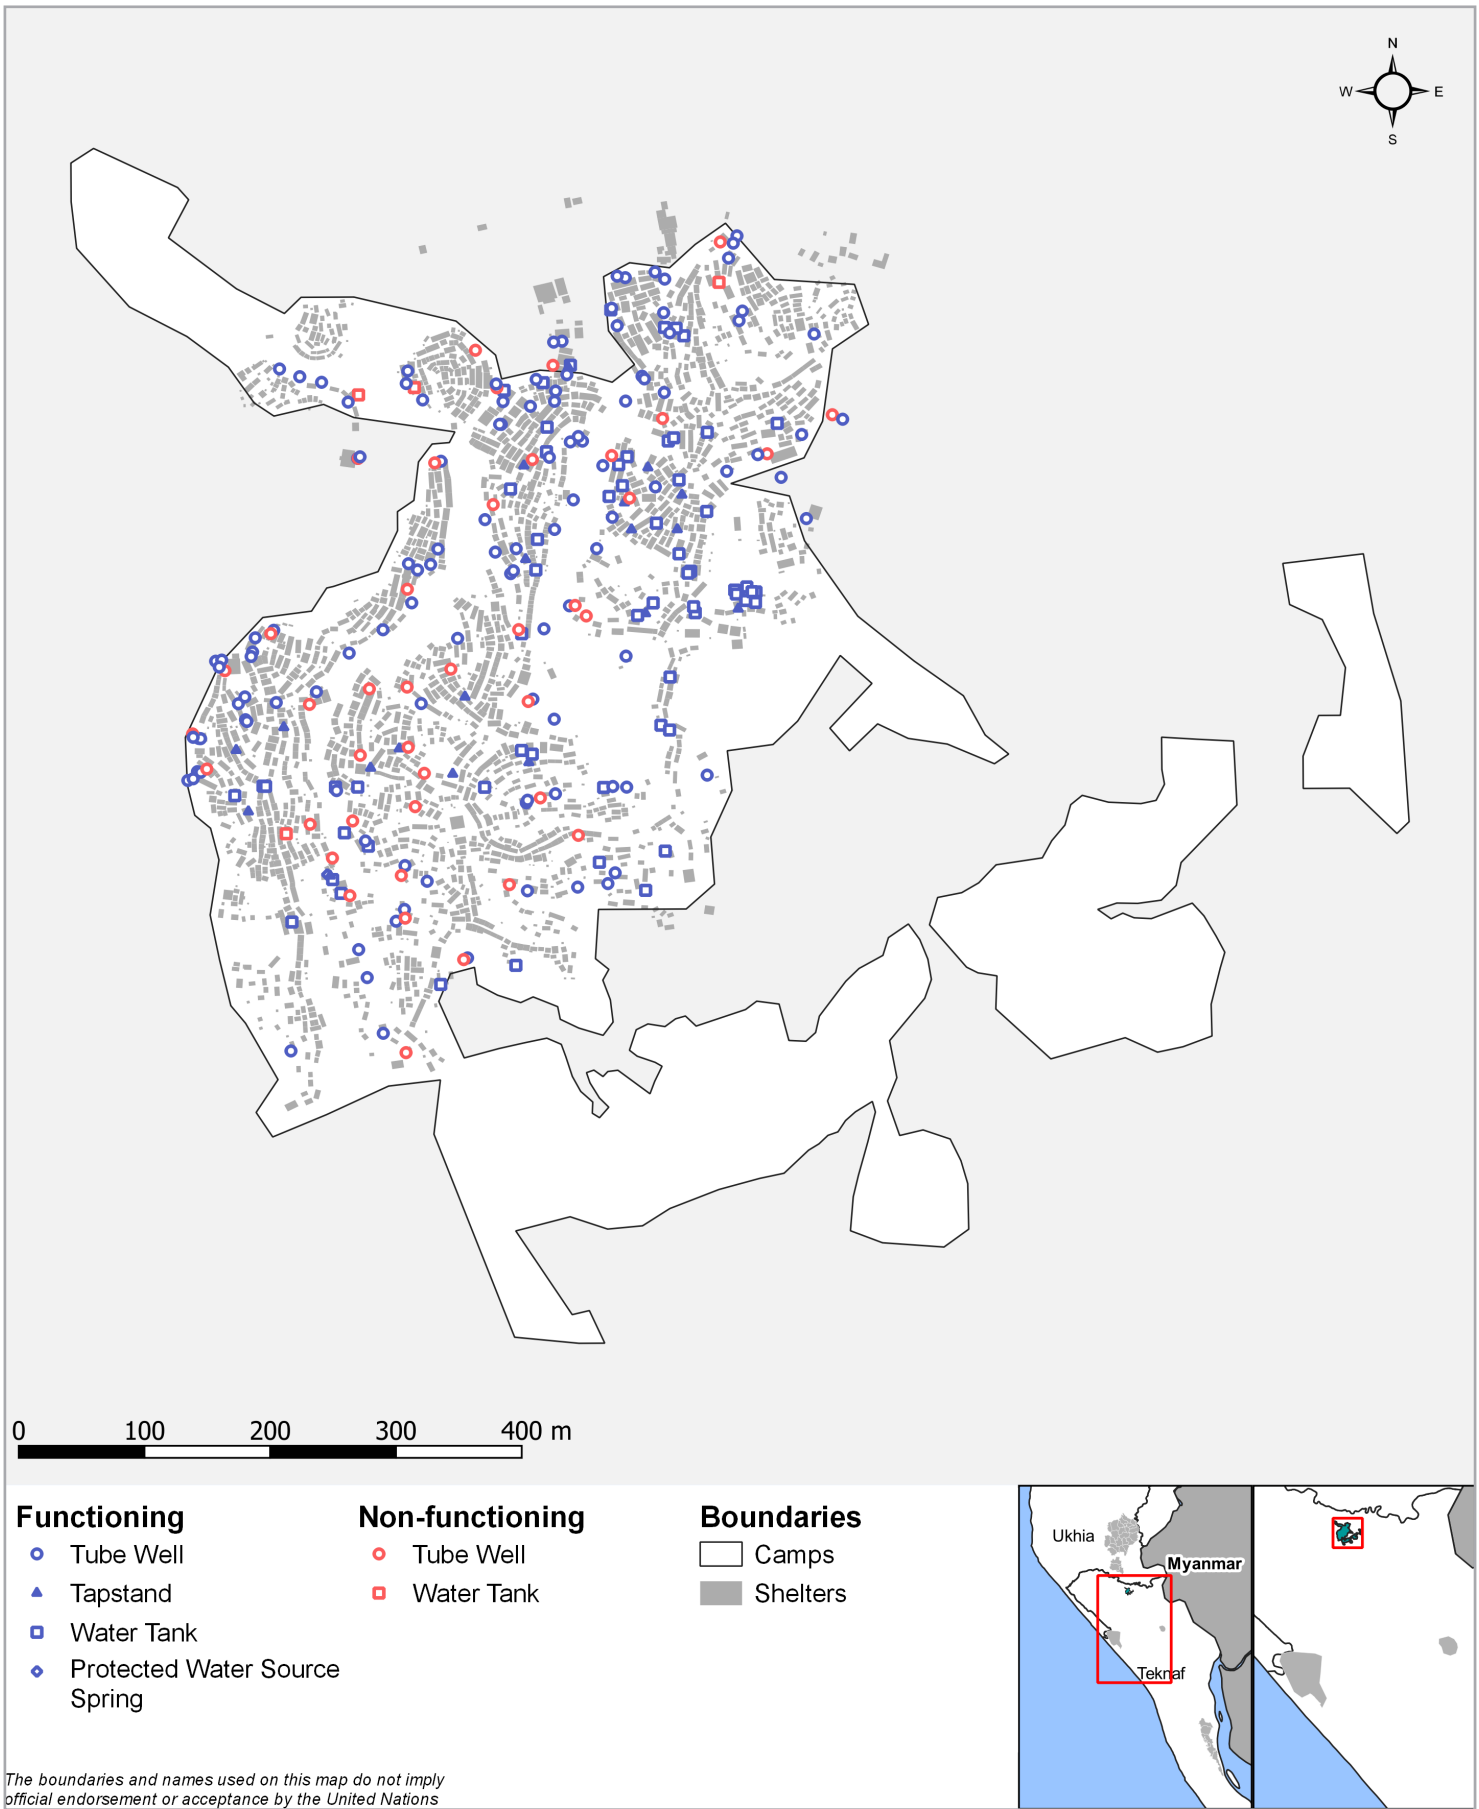 N
W E
S
0 100 200 300 400 m
Functioning
Tube Well
Tapstand
Water Tank
Protected Water Source
Spring
Non-functioning
Tube Well
Water Tank
Boundaries
Camps
Shelters
Ukhia
Myanmar
Teknaf
The boundaries and names used on this map do not imply
official endorsement or acceptance by the United Nations